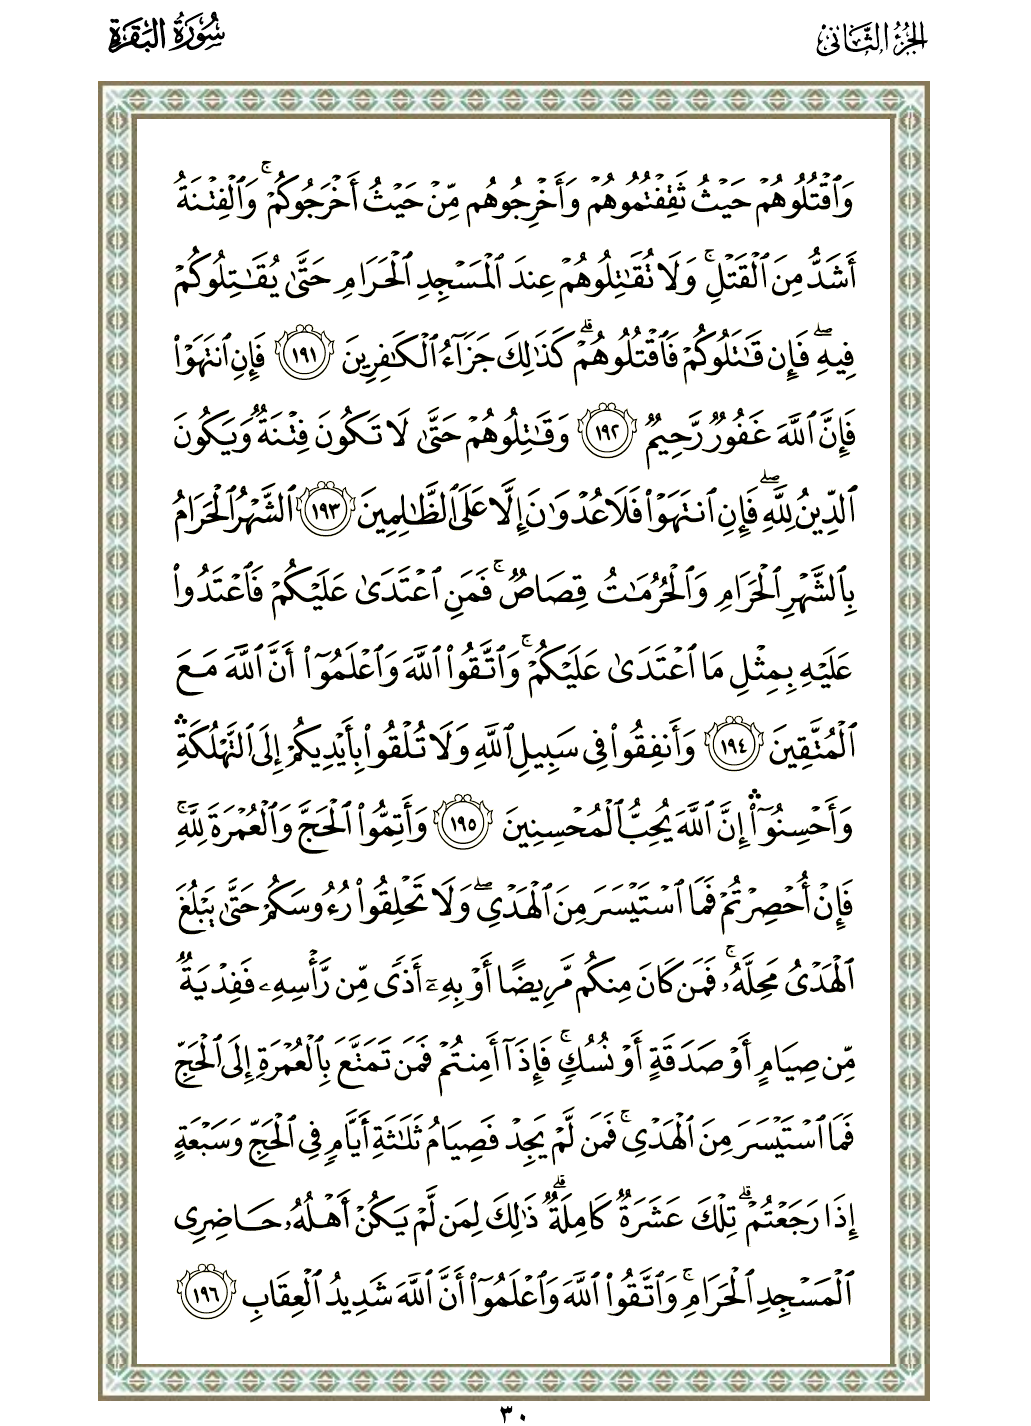 الجزء الثاني
سورة البقرة
وَٱقۡتُلُوهُمۡ حَيۡثُ ثَقِفۡتُمُوهُمۡ وَأَخۡرِجُوهُم مِّنۡ حَيۡثُ أَخۡرَجُوكُمۡۚ وَٱلۡفِتۡنَةُ
أَشَدُّ مِنَ ٱلۡقَتۡلِۚ وَلَا تُقَٰتِلُوهُمۡ عِندَ ٱلۡمَسۡجِدِ ٱلۡحَرَامِ حَتَّىٰ يُقَٰتِلُوكُمۡ
فِيهِۖ فَإِن قَٰتَلُوكُمۡ فَٱقۡتُلُوهُمۡۗ كَذَٰلِكَ جَزَآءُ ٱلۡكَٰفِرِينَ ١٩١ فَإِنِ ٱنتَهَوۡاْ
فَإِنَّ ٱللَّهَ غَفُورٞ رَّحِيمٞ ١٩٢ وَقَٰتِلُوهُمۡ حَتَّىٰ لَا تَكُونَ فِتۡنَةٞ وَيَكُونَ
ٱلدِّينُ لِلَّهِۖ فَإِنِ ٱنتَهَوۡاْ فَلَا عُدۡوَٰنَ إِلَّا عَلَى ٱلظَّٰلِمِينَ ١٩٣ ٱلشَّهۡرُ ٱلۡحَرَامُ
بِٱلشَّهۡرِ ٱلۡحَرَامِ وَٱلۡحُرُمَٰتُ قِصَاصٞۚ فَمَنِ ٱعۡتَدَىٰ عَلَيۡكُمۡ فَٱعۡتَدُواْ
عَلَيۡهِ بِمِثۡلِ مَا ٱعۡتَدَىٰ عَلَيۡكُمۡۚ وَٱتَّقُواْ ٱللَّهَ وَٱعۡلَمُوٓاْ أَنَّ ٱللَّهَ مَعَ
ٱلۡمُتَّقِينَ ١٩٤ وَأَنفِقُواْ فِي سَبِيلِ ٱللَّهِ وَلَا تُلۡقُواْ بِأَيۡدِيكُمۡ إِلَى ٱلتَّهۡلُكَةِۛ
وَأَحۡسِنُوٓاْۛ إِنَّ ٱللَّهَ يُحِبُّ ٱلۡمُحۡسِنِينَ ١٩٥ وَأَتِمُّواْ ٱلۡحَجَّ وَٱلۡعُمۡرَةَ لِلَّهِۚ
فَإِنۡ أُحۡصِرۡتُمۡ فَمَا ٱسۡتَيۡسَرَ مِنَ ٱلۡهَدۡيِۖ وَلَا تَحۡلِقُواْ رُءُوسَكُمۡ حَتَّىٰ يَبۡلُغَ
ٱلۡهَدۡيُ مَحِلَّهُۥۚ فَمَن كَانَ مِنكُم مَّرِيضًا أَوۡ بِهِۦٓ أَذٗى مِّن رَّأۡسِهِۦ فَفِدۡيَةٞ
مِّن صِيَامٍ أَوۡ صَدَقَةٍ أَوۡ نُسُكٖۚ فَإِذَآ أَمِنتُمۡ فَمَن تَمَتَّعَ بِٱلۡعُمۡرَةِ إِلَى ٱلۡحَجِّ
فَمَا ٱسۡتَيۡسَرَ مِنَ ٱلۡهَدۡيِۚ فَمَن لَّمۡ يَجِدۡ فَصِيَامُ ثَلَٰثَةِ أَيَّامٖ فِي ٱلۡحَجِّ وَسَبۡعَةٍ
إِذَا رَجَعۡتُمۡۗ تِلۡكَ عَشَرَةٞ كَامِلَةٞۗ ذَٰلِكَ لِمَن لَّمۡ يَكُنۡ أَهۡلُهُۥ حَاضِرِي
ٱلۡمَسۡجِدِ ٱلۡحَرَامِۚ وَٱتَّقُواْ ٱللَّهَ وَٱعۡلَمُوٓاْ أَنَّ ٱللَّهَ شَدِيدُ ٱلۡعِقَابِ ١٩٦
٣٠